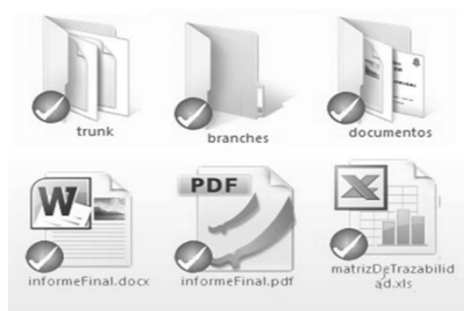 trunk
branches
documentos
W
PDF
X
informeFinal.docx
informeFinal.pdf
matrizDeTrazabilid
ad.xls